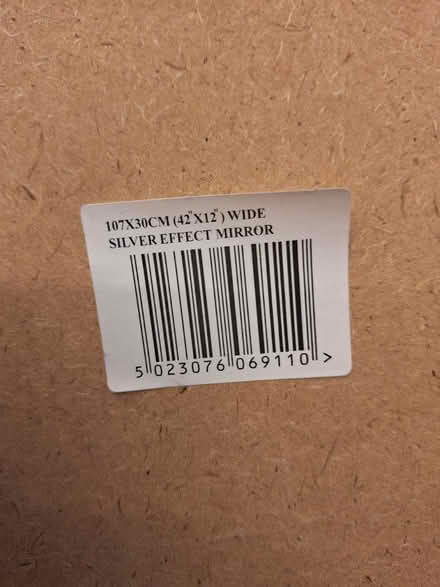 107X30CM (42"X12") WIDE
SILVER EFFECT MIRROR
5 023076 069110 >